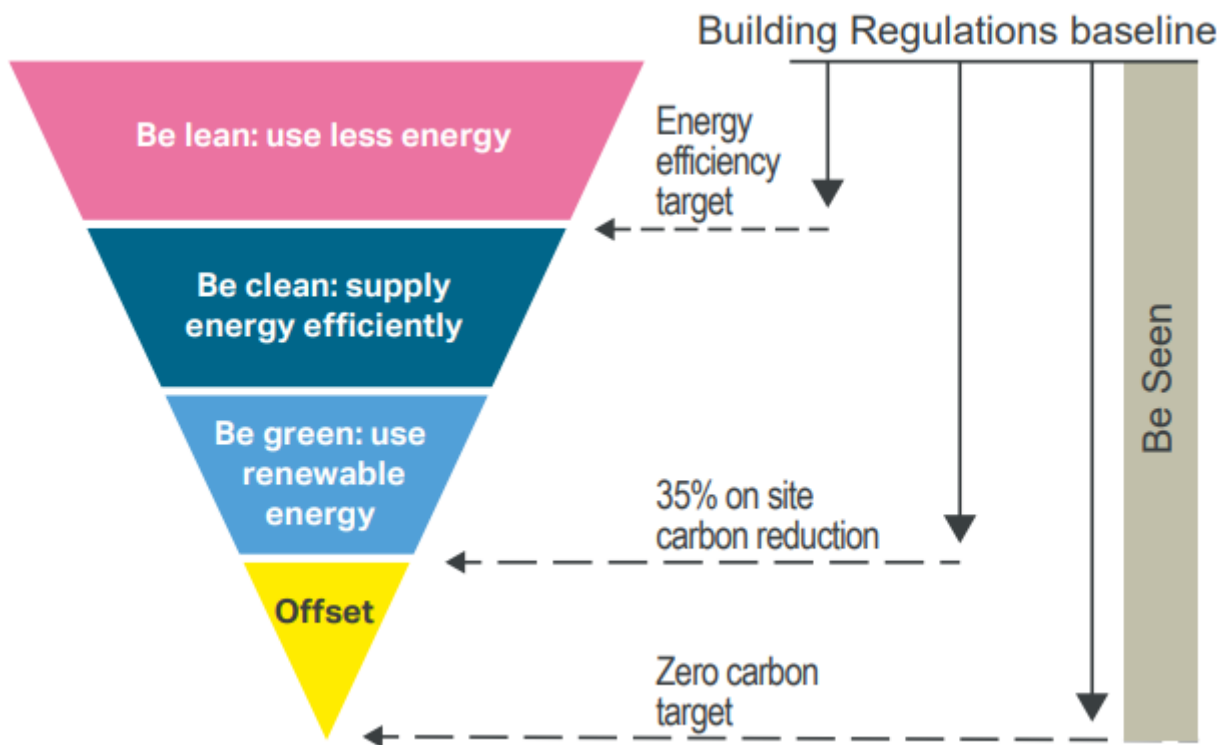 Building Regulations baseline
Be lean: use less energy
Energy
efficiency
target
Be clean: supply
energy efficiently
Be green: use
renewable
energy
35% on site
carbon reduction
Offset
Zero carbon
target
Be Seen